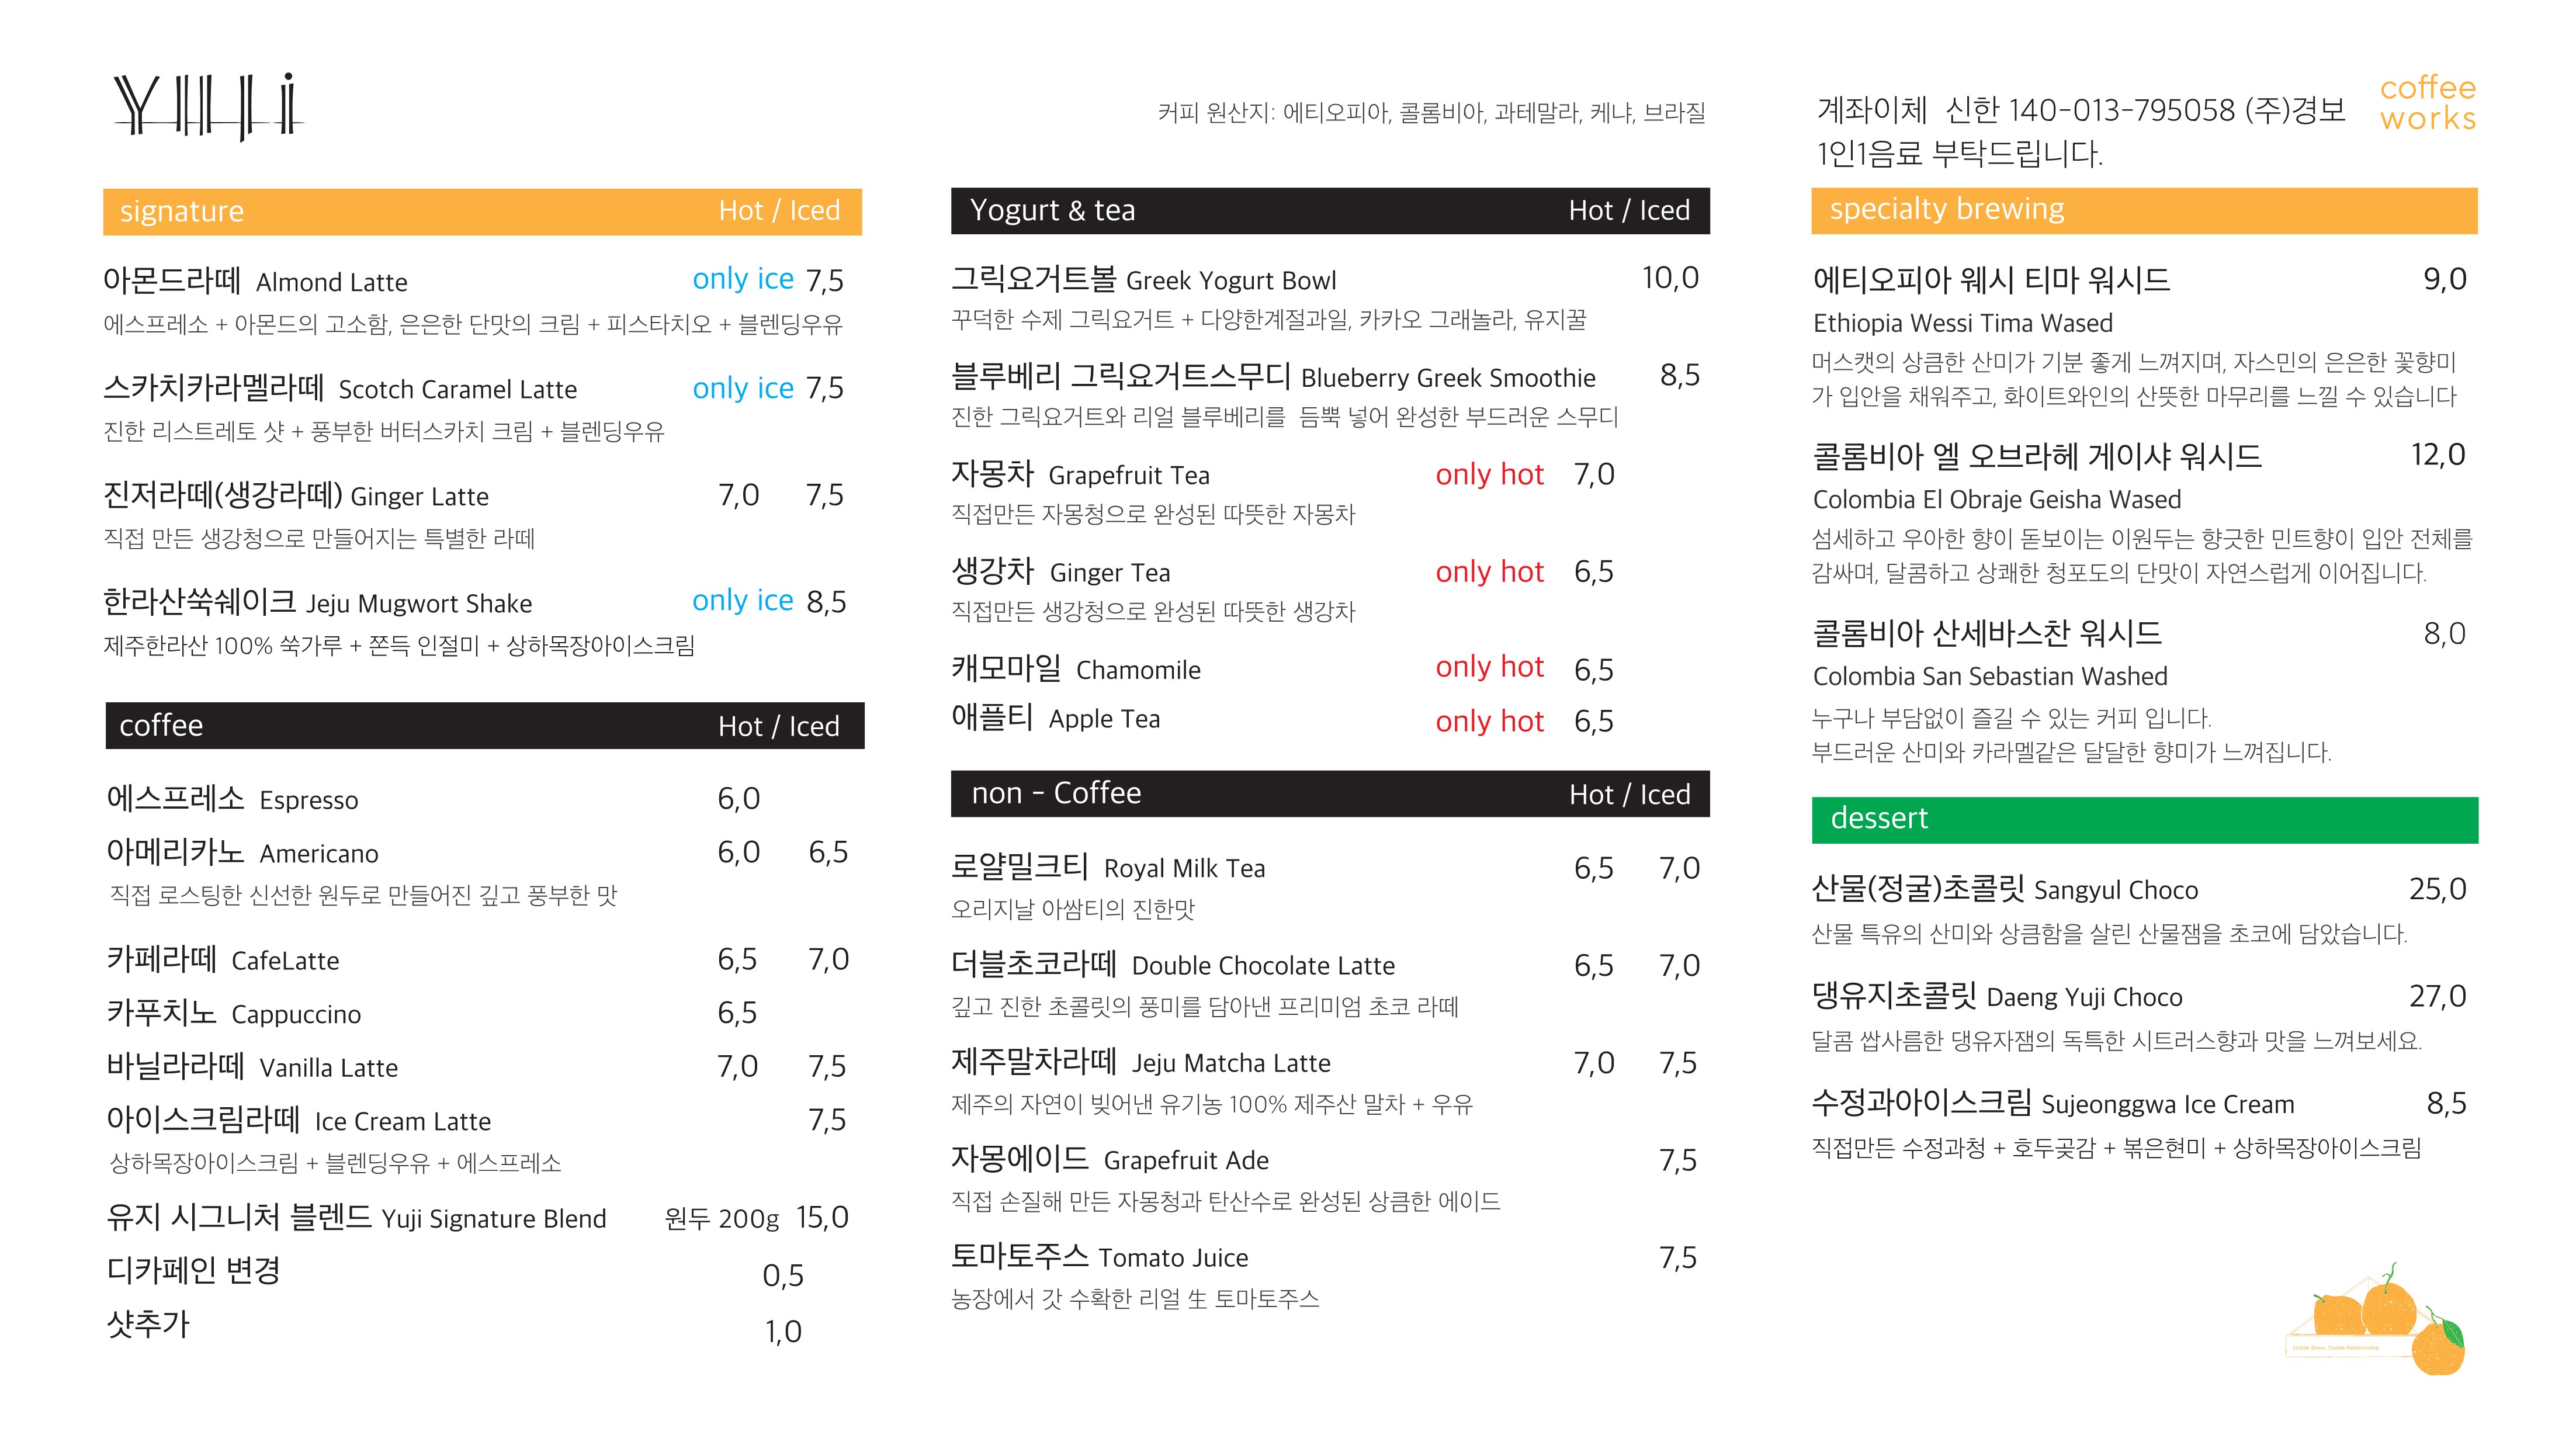 YUJi
커피 원산지: 에티오피아, 콜롬비아, 과테말라, 케냐, 브라질
계좌이체 신한 140-013-795058 (주)경보
1인1음료 부탁드립니다.
coffee
works
signature Hot / Iced
아몬드라떼 Almond Latte only ice 7,5
에스프레소 + 아몬드의 고소함, 은은한 단맛의 크림 + 피스타치오 + 블렌딩우유
스카치카라멜라떼 Scotch Caramel Latte only ice 7,5
진한 리스트레토 샷 + 풍부한 버터스카치 크림 + 블렌딩우유
진저라떼(생강라떼) Ginger Latte 7,0 7,5
직접 만든 생강청으로 만들어지는 특별한 라떼
한라산쑥쉐이크 Jeju Mugwort Shake only ice 8,5
제주한라산 100% 쑥가루 + 쫀득 인절미 + 상하목장아이스크림
coffee Hot / Iced
에스프레소 Espresso 6,0
아메리카노 Americano 6,0 6,5
직접 로스팅한 신선한 원두로 만들어진 깊고 풍부한 맛
카페라떼 CafeLatte 6,5 7,0
카푸치노 Cappuccino 6,5
바닐라라떼 Vanilla Latte 7,0 7,5
아이스크림라떼 Ice Cream Latte 7,5
상하목장아이스크림 + 블렌딩우유 + 에스프레소
유지 시그니처 블렌드 Yuji Signature Blend 원두 200g 15,0
디카페인 변경 0,5
샷추가 1,0
Yogurt & tea Hot / Iced
그릭요거트볼 Greek Yogurt Bowl 10,0
꾸덕한 수제 그릭요거트 + 다양한계절과일, 카카오 그래놀라, 유지꿀
블루베리 그릭요거트스무디 Blueberry Greek Smoothie 8,5
진한 그릭요거트와 리얼 블루베리를 듬뿍 넣어 완성한 부드러운 스무디
자몽차 Grapefruit Tea only hot 7,0
직접만든 자몽청으로 완성된 따뜻한 자몽차
생강차 Ginger Tea only hot 6,5
직접만든 생강청으로 완성된 따뜻한 생강차
캐모마일 Chamomile only hot 6,5
애플티 Apple Tea only hot 6,5
non - Coffee Hot / Iced
로얄밀크티 Royal Milk Tea 6,5 7,0
오리지날 아쌈티의 진한맛
더블초코라떼 Double Chocolate Latte 6,5 7,0
깊고 진한 초콜릿의 풍미를 담아낸 프리미엄 초코 라떼
제주말차라떼 Jeju Matcha Latte 7,0 7,5
제주의 자연이 빚어낸 유기농 100% 제주산 말차 + 우유
자몽에이드 Grapefruit Ade 7,5
직접 손질해 만든 자몽청과 탄산수로 완성된 상큼한 에이드
토마토주스 Tomato Juice 7,5
농장에서 갓 수확한 리얼 生 토마토주스
specialty brewing
에티오피아 웨시 티마 워시드 9,0
Ethiopia Wessi Tima Wased
머스캣의 상큼한 산미가 기분 좋게 느껴지며, 자스민의 은은한 꽃향미
가 입안을 채워주고, 화이트와인의 산뜻한 마무리를 느낄 수 있습니다
콜롬비아 엘 오브라헤 게이샤 워시드 12,0
Colombia El Obraje Geisha Wased
섬세하고 우아한 향이 돋보이는 이원두는 향긋한 민트향이 입안 전체를
감싸며, 달콤하고 상쾌한 청포도의 단맛이 자연스럽게 이어집니다.
콜롬비아 산세바스찬 워시드 8,0
Colombia San Sebastian Washed
누구나 부담없이 즐길 수 있는 커피 입니다.
부드러운 산미와 카라멜같은 달달한 향미가 느껴집니다.
dessert
산물(정귤)초콜릿 Sangyul Choco 25,0
산물 특유의 산미와 상큼함을 살린 산물잼을 초코에 담았습니다.
댕유지초콜릿 Daeng Yuji Choco 27,0
달콤 쌉사름한 댕유자잼의 독특한 시트러스향과 맛을 느껴보세요.
수정과아이스크림 Sujeonggwa Ice Cream 8,5
직접만든 수정과청 + 호두곶감 + 볶은현미 + 상하목장아이스크림
Stable Brew, Stable Relationship